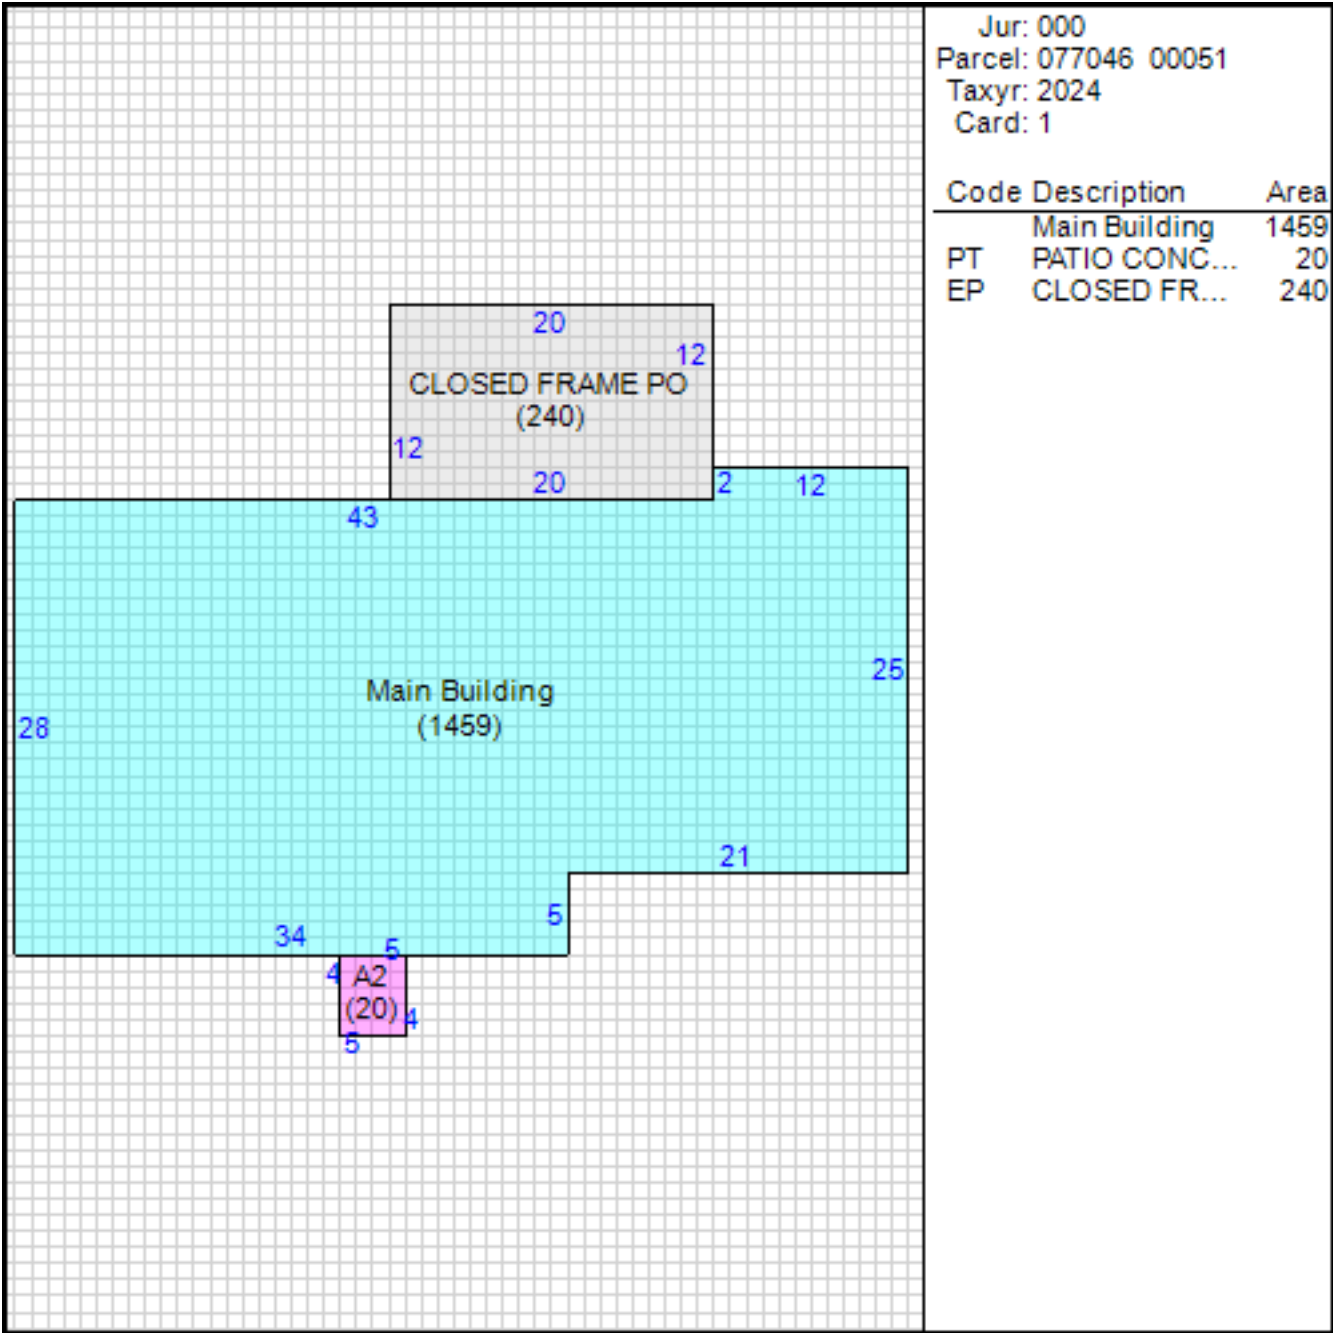 Jur: 000
Parcel: 077046 00051
Taxyr: 2024
Card: 1
Code Description Area
Main Building 1459
PT PATIO CONC... 20
EP CLOSED FR... 240
20
12
CLOSED FRAME PO
(240)
12
20
2
12
43
25
Main Building
(1459)
28
21
5
34
5
4
A2
(20)
4
5